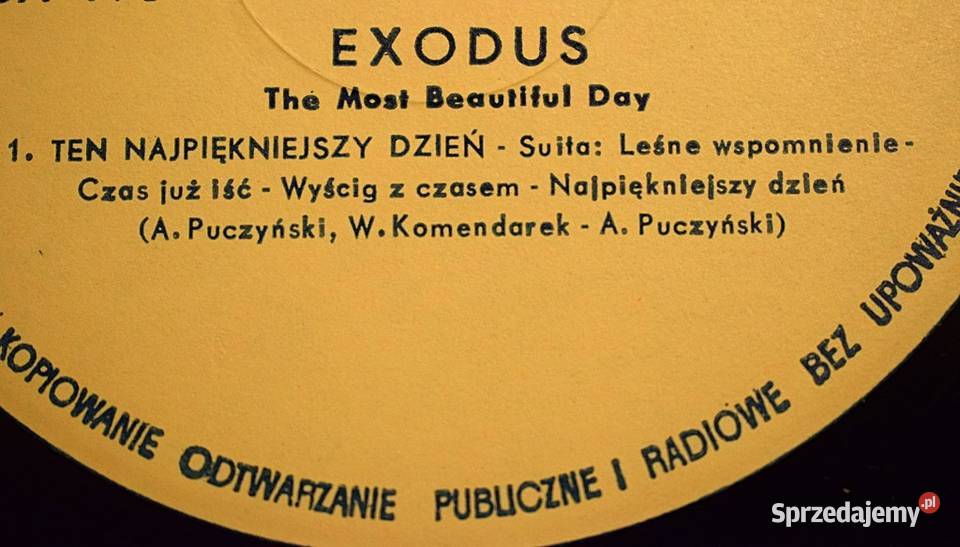 EXODUS
The Most Beautiful Day
1. TEN NAJPIĘKNIEJSZY DZIEŃ - Suita: Leśne wspomnienie-
Czas już iść - Wyścig z czasem - Najpiękniejszy dzień
(A. Puczyński, W. Komendarek - A. Puczyński)
KOPIOWANIE ODTWARZANIE PUBLICZNE I RADIOWE BEZ
Sprzedajemy.pl